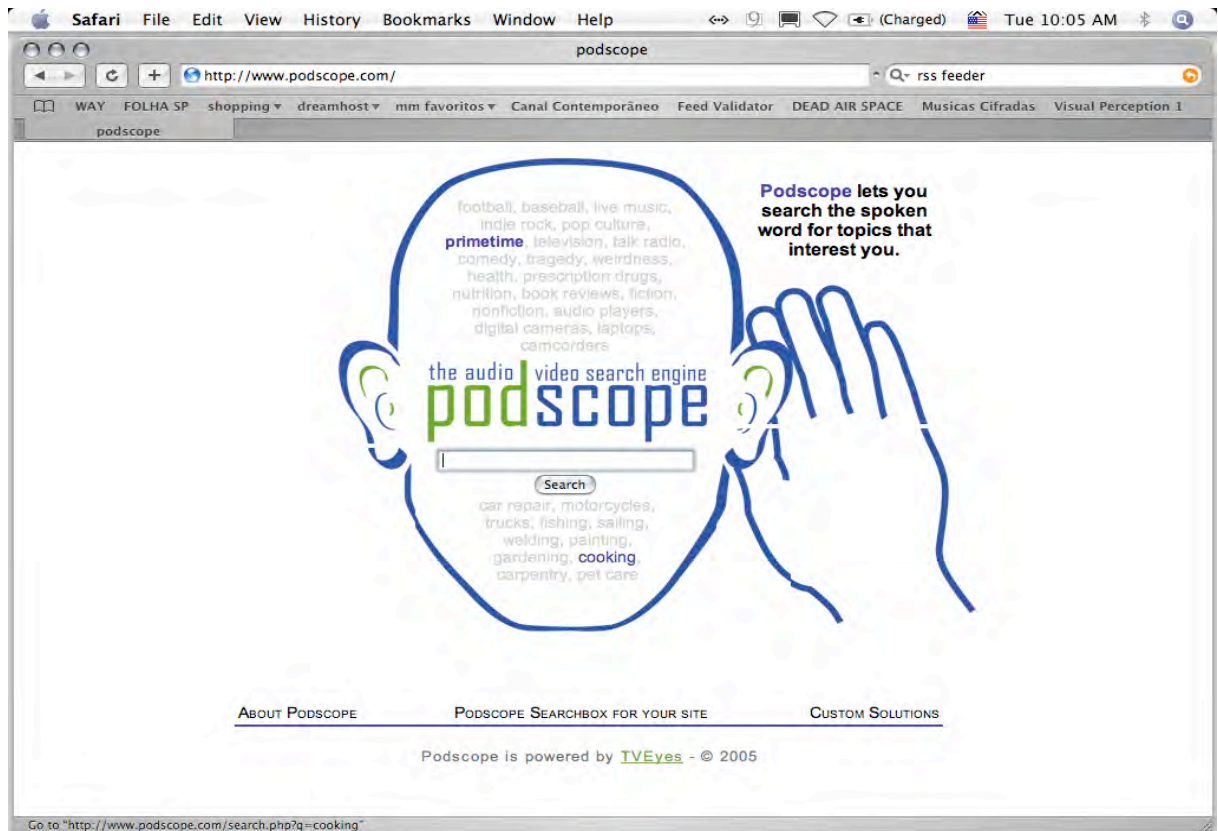 Safari File Edit View History Bookmarks Window Help (Charged) Tue 10:05 AM
podscope
http://www.podscope.com/ rss feeder
WAY FOLHA SP shopping dreamhost mm favoritos Canal Contemporâneo Feed Validator DEAD AIR SPACE Musicas Cifradas Visual Perception 1
podscope
Podscope lets you
search the spoken
word for topics that
interest you.
football, baseball, live music,
indie rock, pop culture,
primetime, television, talk radio,
comedy, tragedy, weirdness,
health, prescription drugs,
nutrition, book reviews, fiction,
nonfiction, audio players,
digital cameras, laptops,
camcorders
the audio video search engine
podscope
Search
car repair, motorcycles,
trucks, fishing, sailing,
welding, painting,
gardening, cooking,
carpentry, pet care
ABOUT PODSCOPE PODSCOPE SEARCHBOX FOR YOUR SITE CUSTOM SOLUTIONS
Podscope is powered by TVEyes - © 2005
Go to "http://www.podscope.com/search.php?q=cooking"